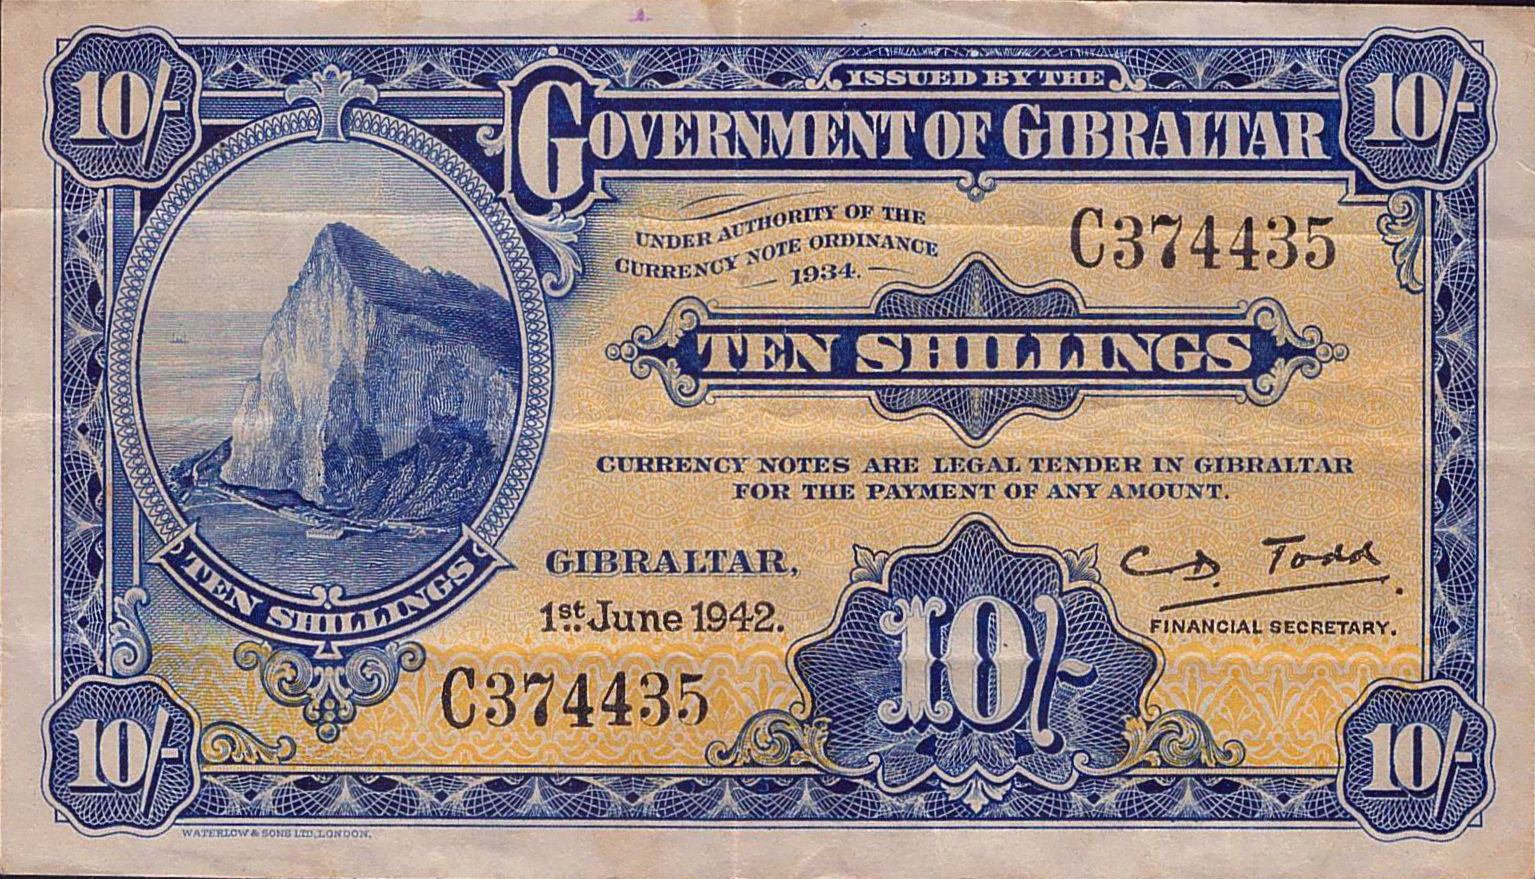 10/-
ISSUED BY THE
10/-
GOVERNMENT OF GIBRALTAR
UNDER AUTHORITY OF THE
CURRENCY NOTE ORDINANCE
1934.
C374435
TEN SHILLINGS
CURRENCY NOTES ARE LEGAL TENDER IN GIBRALTAR
FOR THE PAYMENT OF ANY AMOUNT.
GIBRALTAR,
1st June 1942.
C D. Todd.
FINANCIAL SECRETARY.
TEN SHILLINGS
C374435
10/-
10/-
10/-
WATERLOW & SONS LTD, LONDON.